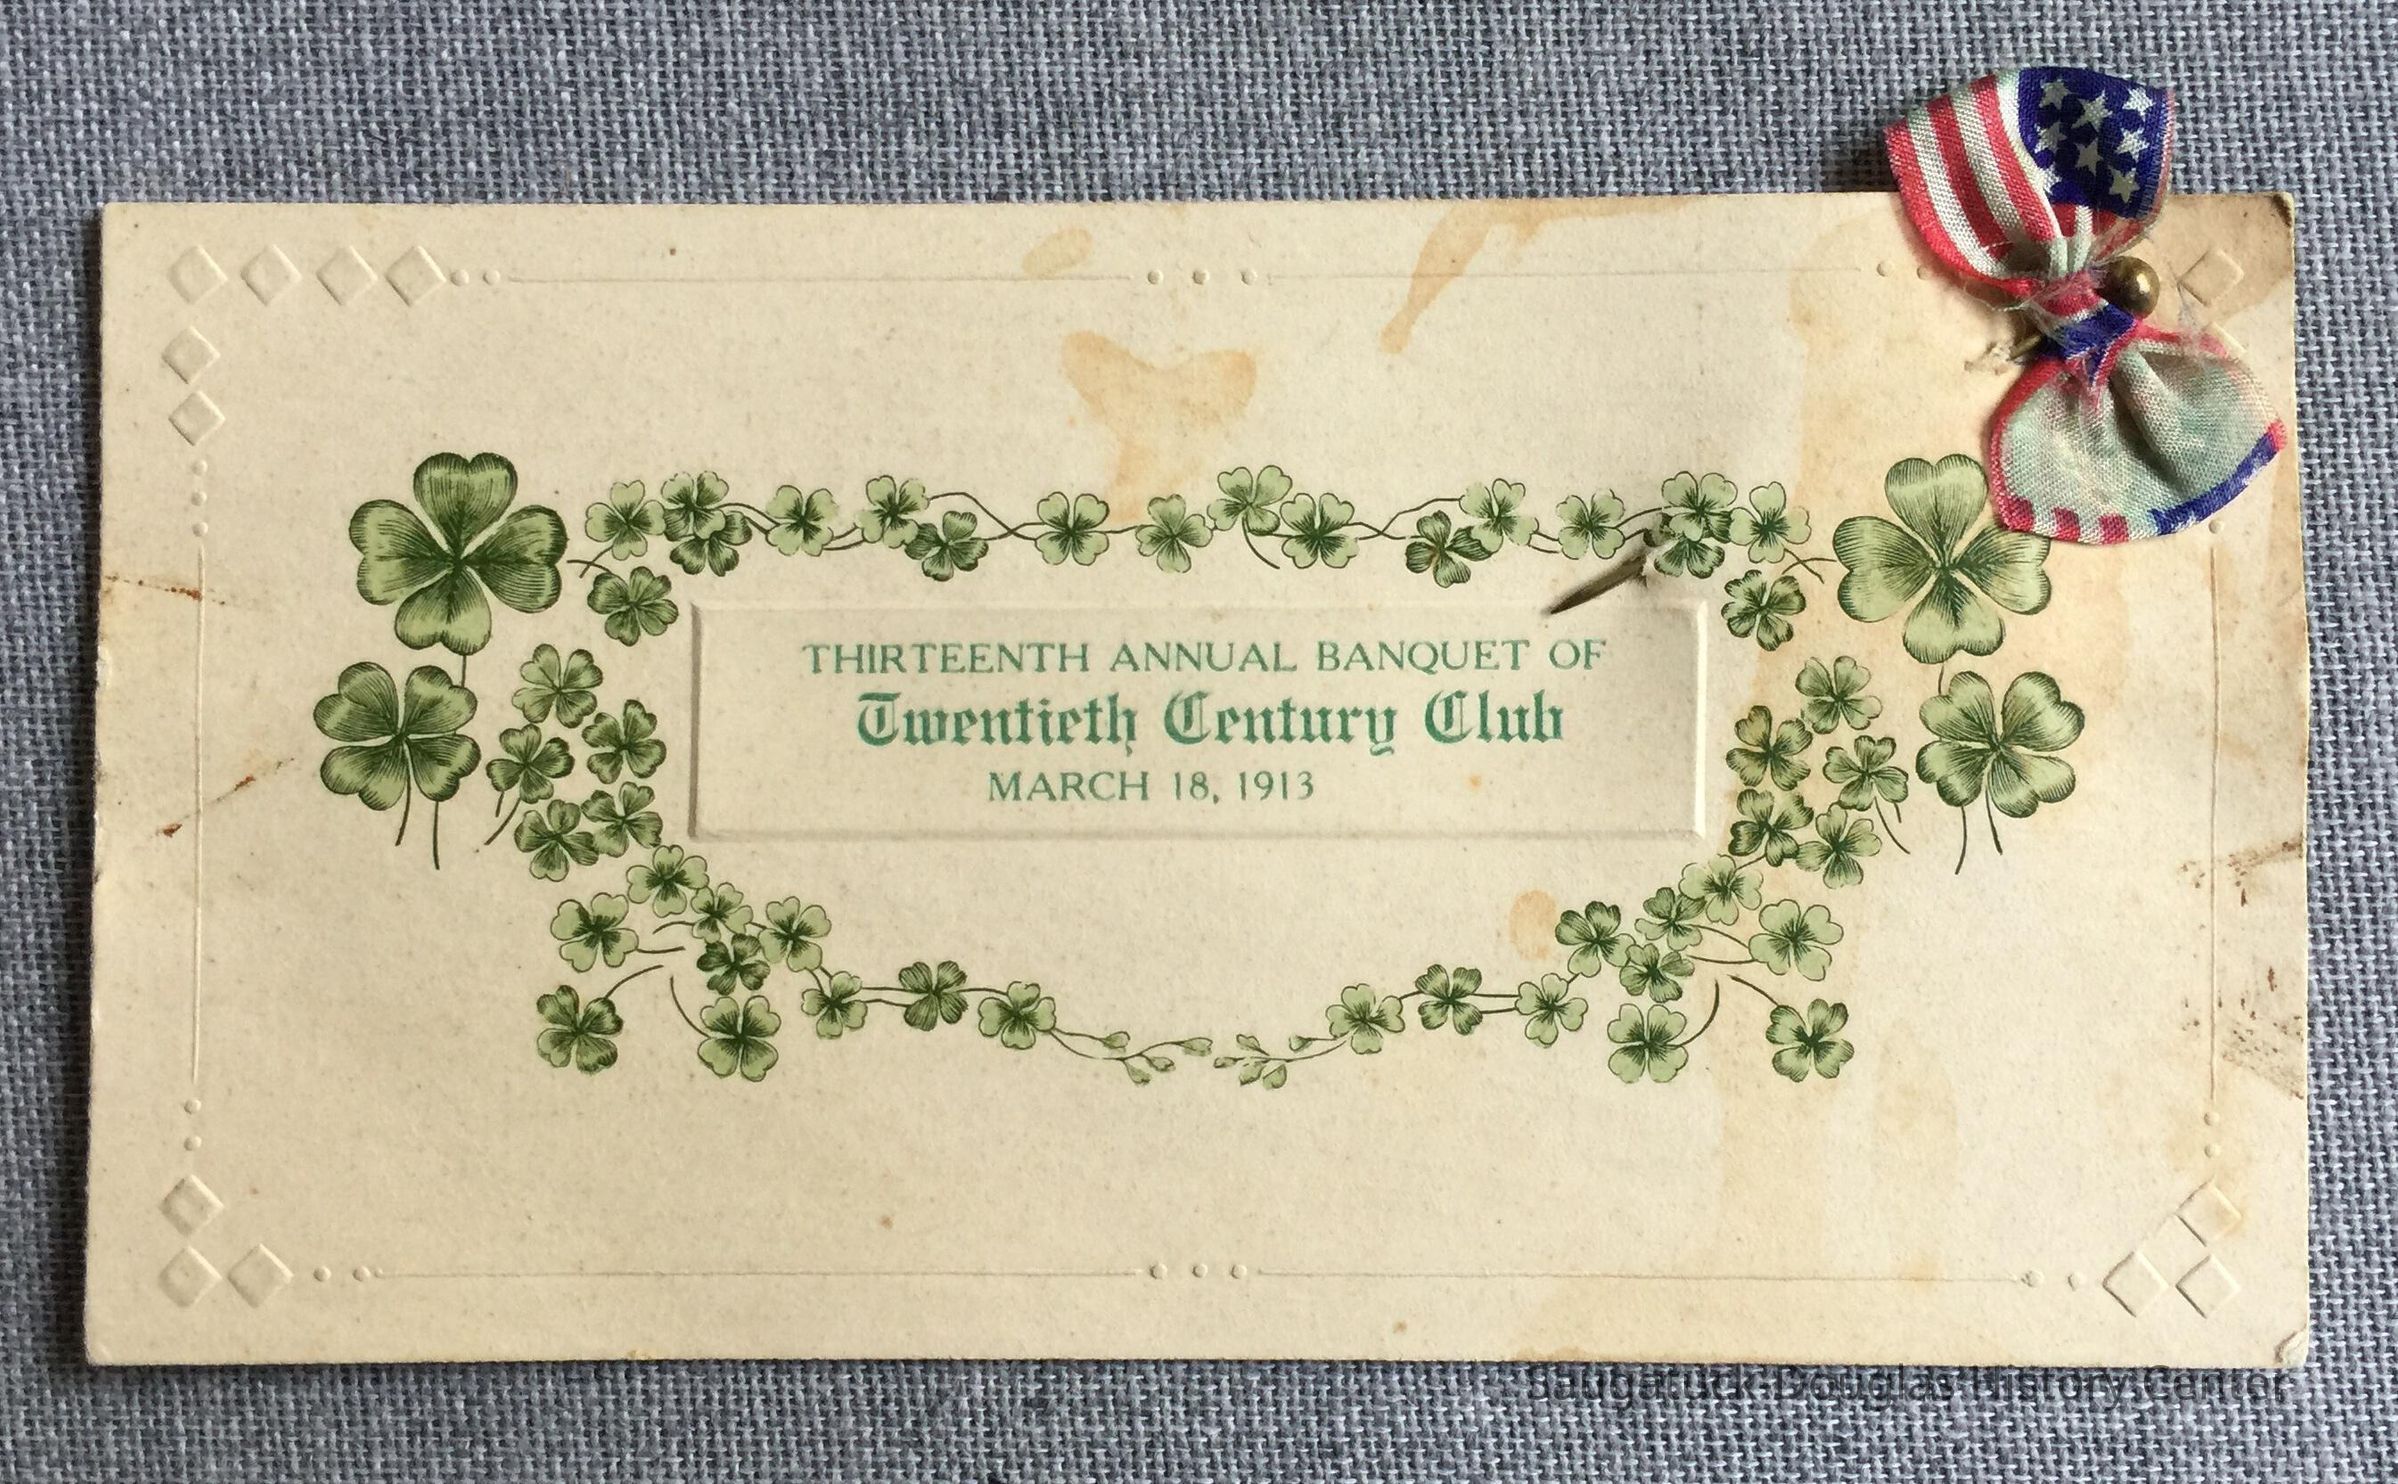 THIRTEENTH ANNUAL BANQUET OF
Twentieth Century Club
MARCH 18, 1913
Saugatuck-Douglas History Center